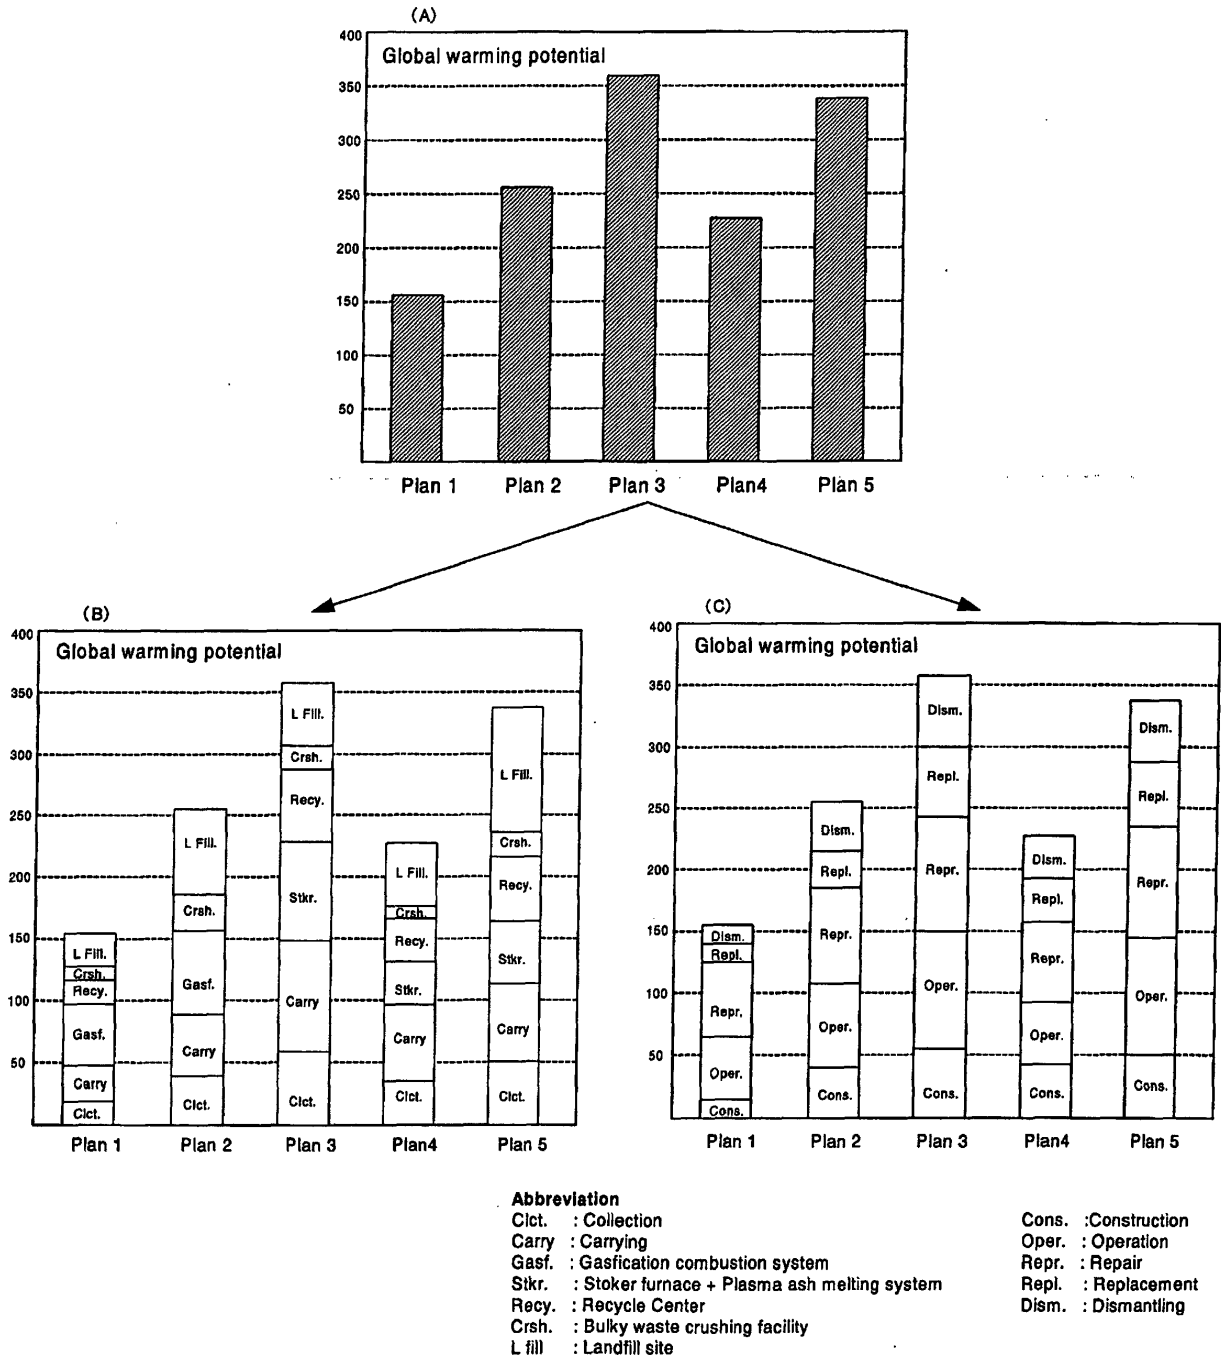 (A)
Global warming potential
400
350
300
250
200
150
100
50
Plan 1 Plan 2 Plan 3 Plan4 Plan 5
(B)
Global warming potential
400
350
300
250
200
150
100
50
L Fill.
Crsh.
Recy.
Gasf.
Carry
Clct.
L Fill.
Crsh.
Gasf.
Carry
Clct.
L Fill.
Crsh.
Recy.
Stkr.
Carry
Clct.
L Fill.
Crsh.
Recy.
Stkr.
Carry
Clct.
L Fill.
Crsh.
Recy.
Stkr.
Carry
Clct.
Plan 1 Plan 2 Plan 3 Plan4 Plan 5
(C)
Global warming potential
400
350
300
250
200
150
100
50
Dism.
Repl.
Repr.
Oper.
Cons.
Dism.
Repl.
Repr.
Oper.
Cons.
Dism.
Repl.
Repr.
Oper.
Cons.
Dism.
Repl.
Repr.
Oper.
Cons.
Dism.
Repl.
Repr.
Oper.
Cons.
Plan 1 Plan 2 Plan 3 Plan4 Plan 5
Abbreviation
Clct. : Collection
Carry : Carrying
Gasf. : Gasfication combustion system
Stkr. : Stoker furnace + Plasma ash melting system
Recy. : Recycle Center
Crsh. : Bulky waste crushing facility
L fill : Landfill site
Cons. :Construction
Oper. : Operation
Repr. : Repair
Repl. : Replacement
Dism. : Dismantling